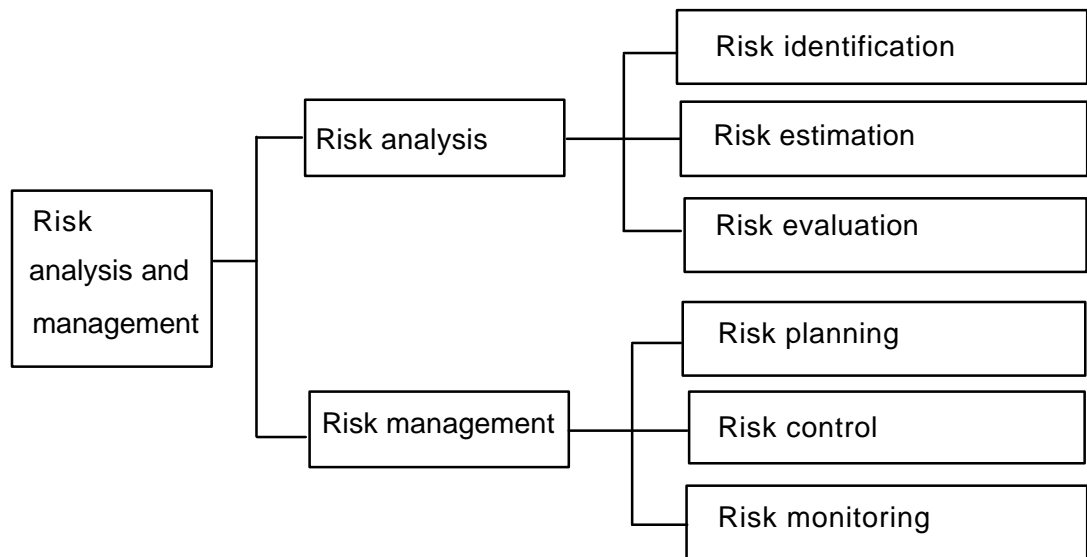 Risk
analysis and
management
Risk analysis
Risk identification
Risk estimation
Risk evaluation
Risk management
Risk planning
Risk control
Risk monitoring